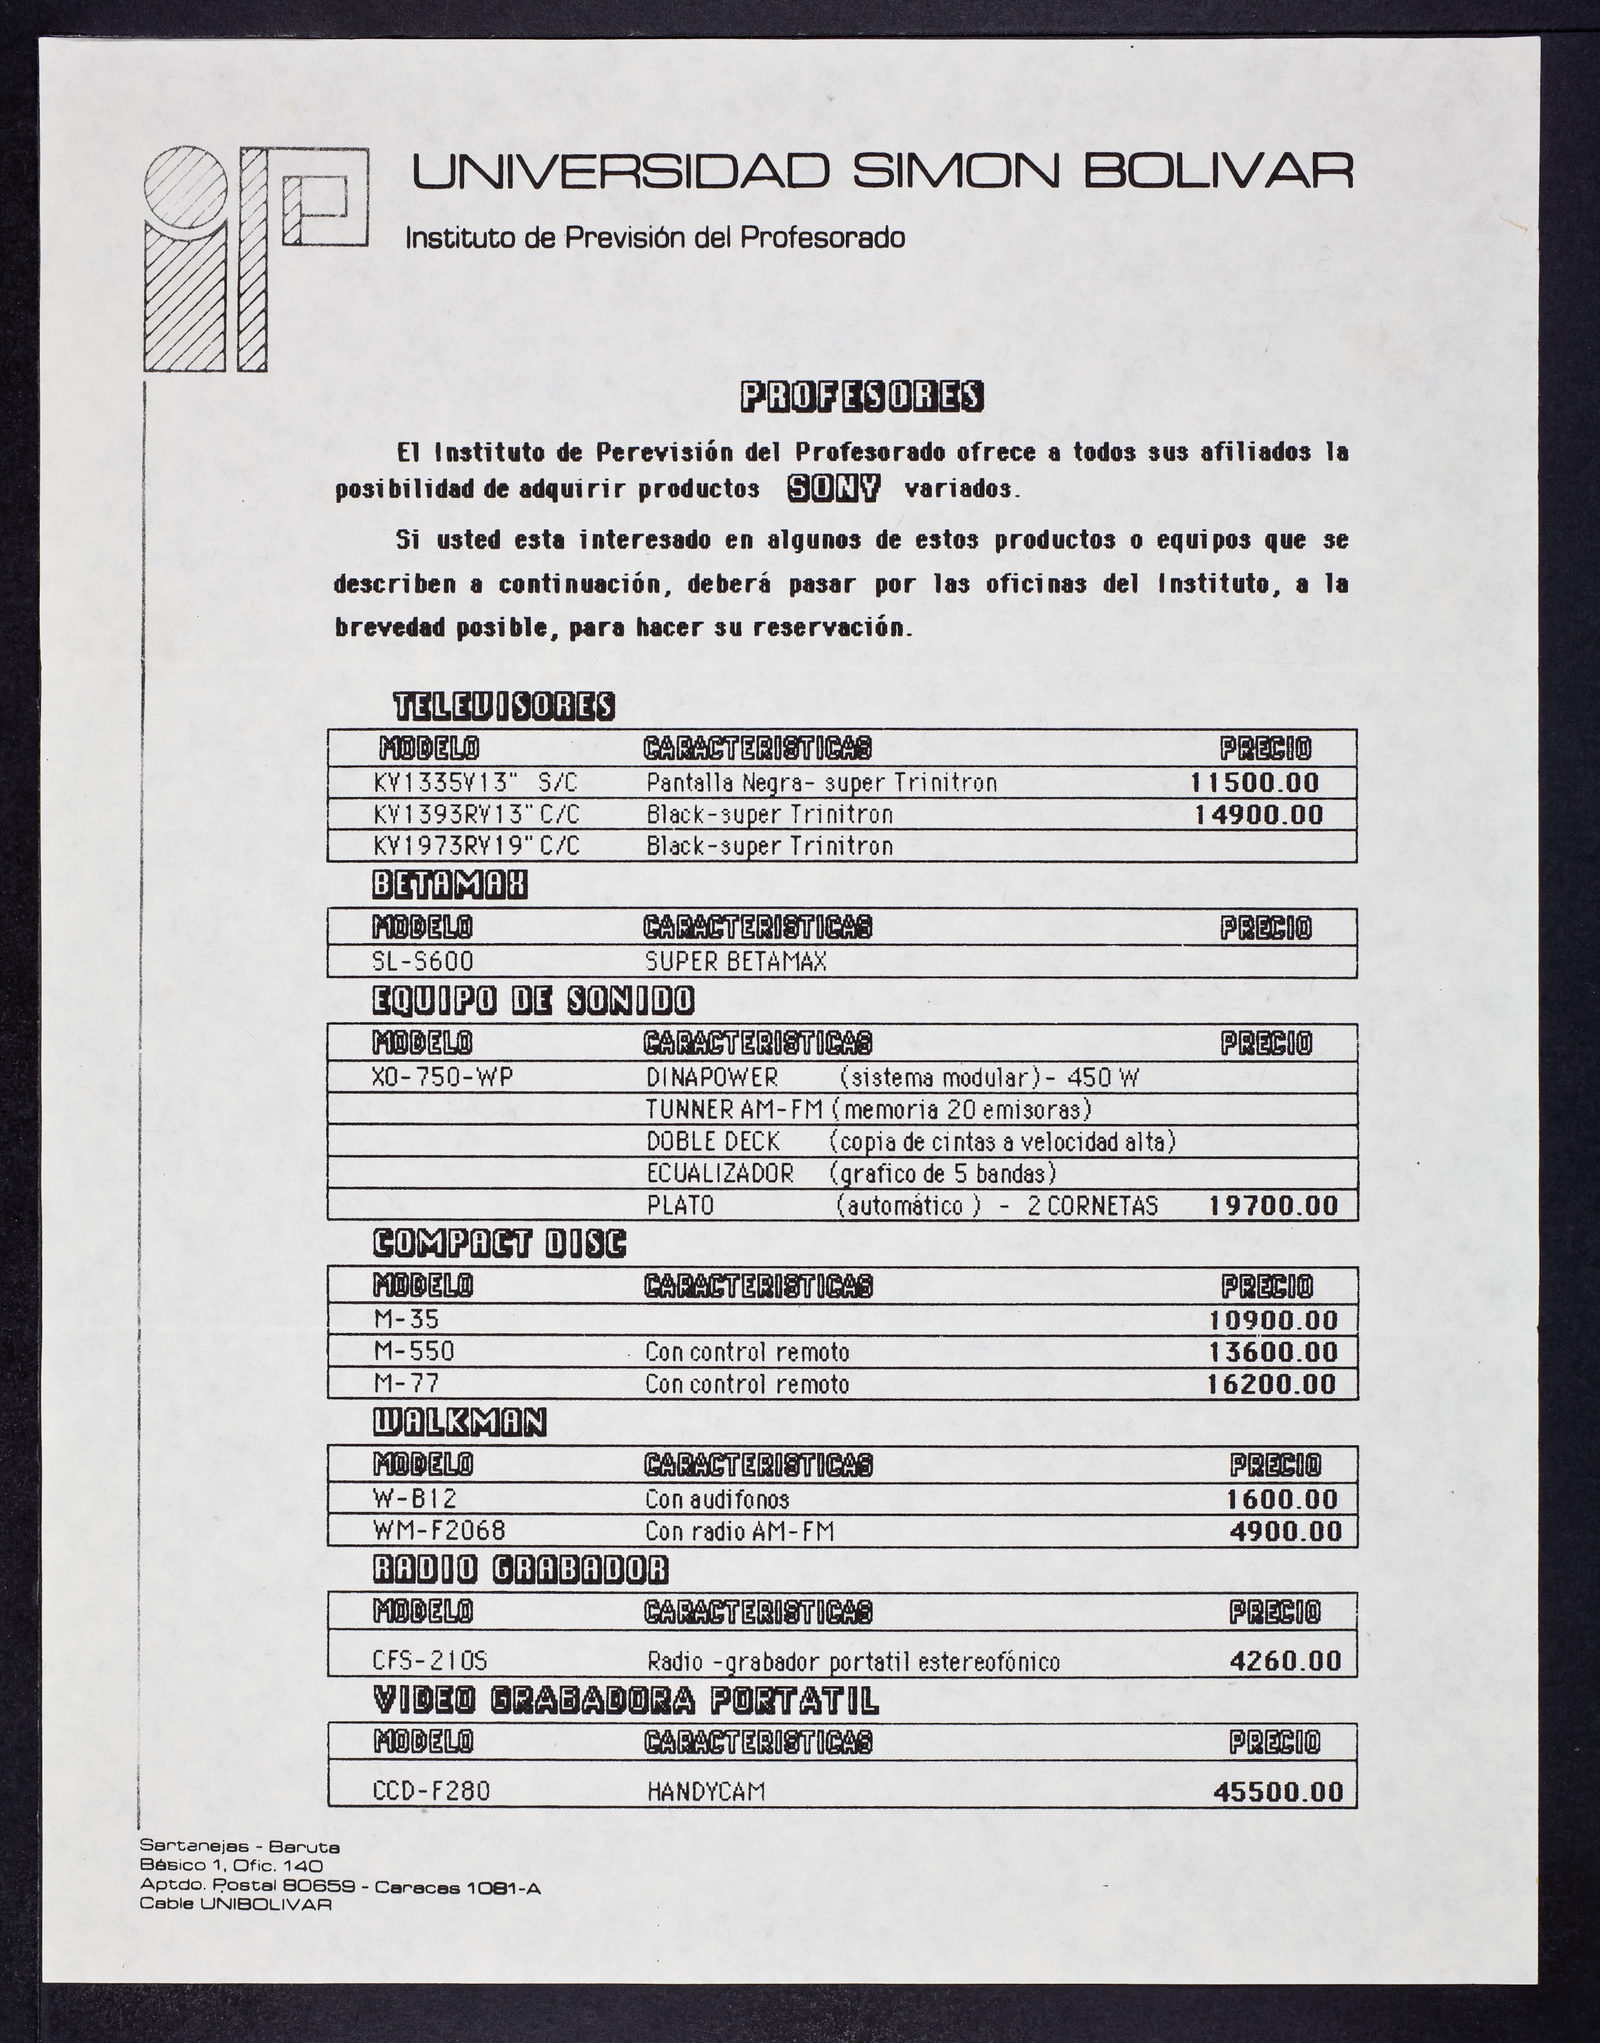 iP
UNIVERSIDAD SIMON BOLIVAR
Instituto de Previsión del Profesorado
PROFESORES
El Instituto de Perevisión del Profesorado ofrece a todos sus afiliados la
posibilidad de adquirir productos SONY variados.
Si usted esta interesado en algunos de estos productos o equipos que se
describen a continuación, deberá pasar por las oficinas del Instituto, a la
brevedad posible, para hacer su reservación.
TELEVISORES
MODELO CARACTERISTICAS PRECIO
KV1335V13" S/C Pantalla Negra- super Trinitron 11500.00
KV1393RV13" C/C Black-super Trinitron 14900.00
KV1973RV19" C/C Black-super Trinitron
BETAMAX
MODELO CARACTERISTICAS PRECIO
SL-S600 SUPER BETAMAX
EQUIPO DE SONIDO
MODELO CARACTERISTICAS PRECIO
XO-750-WP DINAPOWER (sistema modular)- 450 W
TUNNER AM-FM (memoria 20 emisoras)
DOBLE DECK (copia de cintas a velocidad alta)
ECUALIZADOR (grafico de 5 bandas)
PLATO (automático ) - 2 CORNETAS 19700.00
COMPACT DISC
MODELO CARACTERISTICAS PRECIO
M-35 10900.00
M-550 Con control remoto 13600.00
M-77 Con control remoto 16200.00
WALKMAN
MODELO CARACTERISTICAS PRECIO
W-B12 Con audifonos 1600.00
WM-F2068 Con radio AM-FM 4900.00
RADIO GRABADOR
MODELO CARACTERISTICAS PRECIO
CFS-210S Radio -grabador portatil estereofónico 4260.00
VIDEO GRABADORA PORTATIL
MODELO CARACTERISTICAS PRECIO
CCD-F280 HANDYCAM 45500.00
Sartanejas - Baruta
Básico 1, Ofic. 140
Aptdo. Postal 80659 - Caracas 1081-A
Cable UNIBOLIVAR